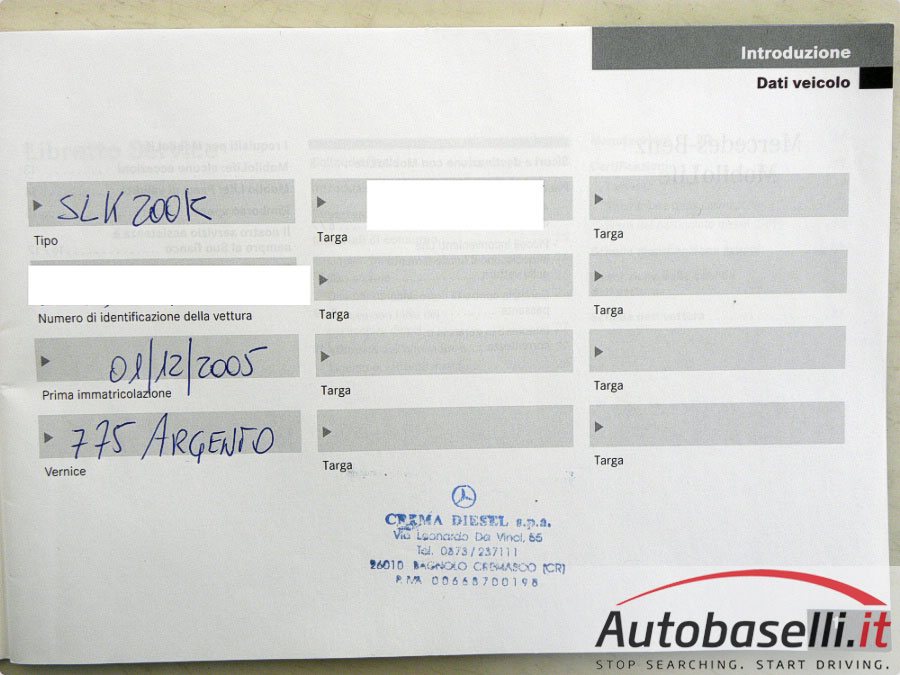 Introduzione
Dati veicolo
SLK 200K
Tipo
Numero di identificazione della vettura
01/12/2005
Prima immatricolazione
775 ARGENTO
Vernice
Targa
Targa
Targa
Targa
Targa
Targa
Targa
Targa
CREMA DIESEL s.p.a.
Via Leonardo Da Vinci, 55
Tel. 0373/237111
26010 BAGNOLO CREMASCO (CR)
P. IVA 00668700198
Autobaselli.it
STOP SEARCHING. START DRIVING.